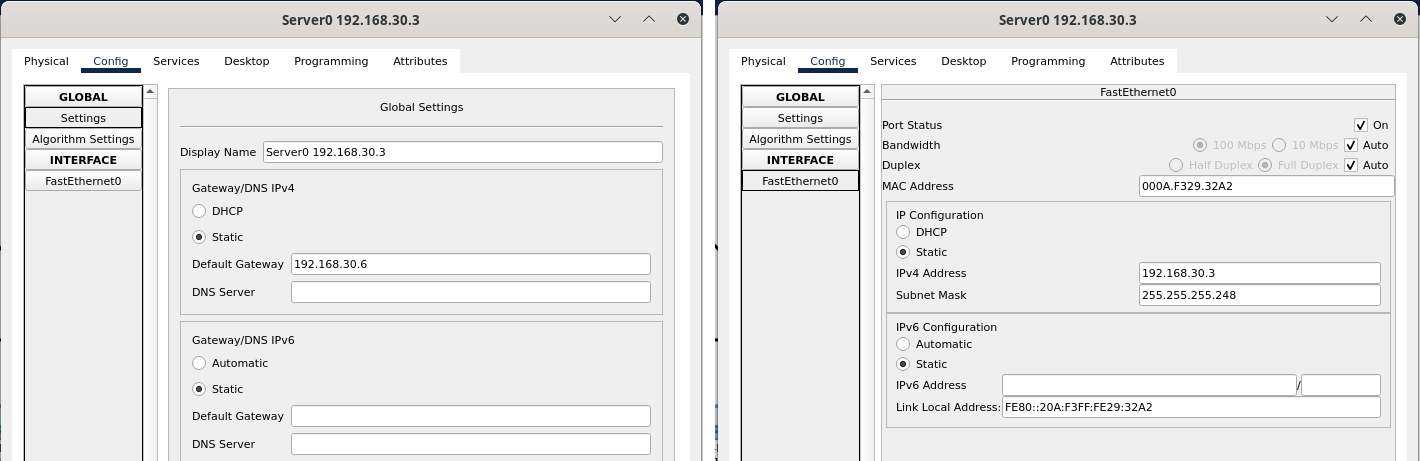 Server0 192.168.30.3
Physical Config Services Desktop Programming Attributes
GLOBAL
Settings
Algorithm Settings
INTERFACE
FastEthernet0
Global Settings
Display Name Server0 192.168.30.3
Gateway/DNS IPv4
DHCP
Static
Default Gateway 192.168.30.6
DNS Server
Gateway/DNS IPv6
Automatic
Static
Default Gateway
DNS Server
Server0 192.168.30.3
Physical Config Services Desktop Programming Attributes
GLOBAL
Settings
Algorithm Settings
INTERFACE
FastEthernet0
FastEthernet0
Port Status On
Bandwidth 100 Mbps 10 Mbps Auto
Duplex Half Duplex Full Duplex Auto
MAC Address 000A.F329.32A2
IP Configuration
DHCP
Static
IPv4 Address 192.168.30.3
Subnet Mask 255.255.255.248
IPv6 Configuration
Automatic
Static
IPv6 Address /
Link Local Address: FE80::20A:F3FF:FE29:32A2